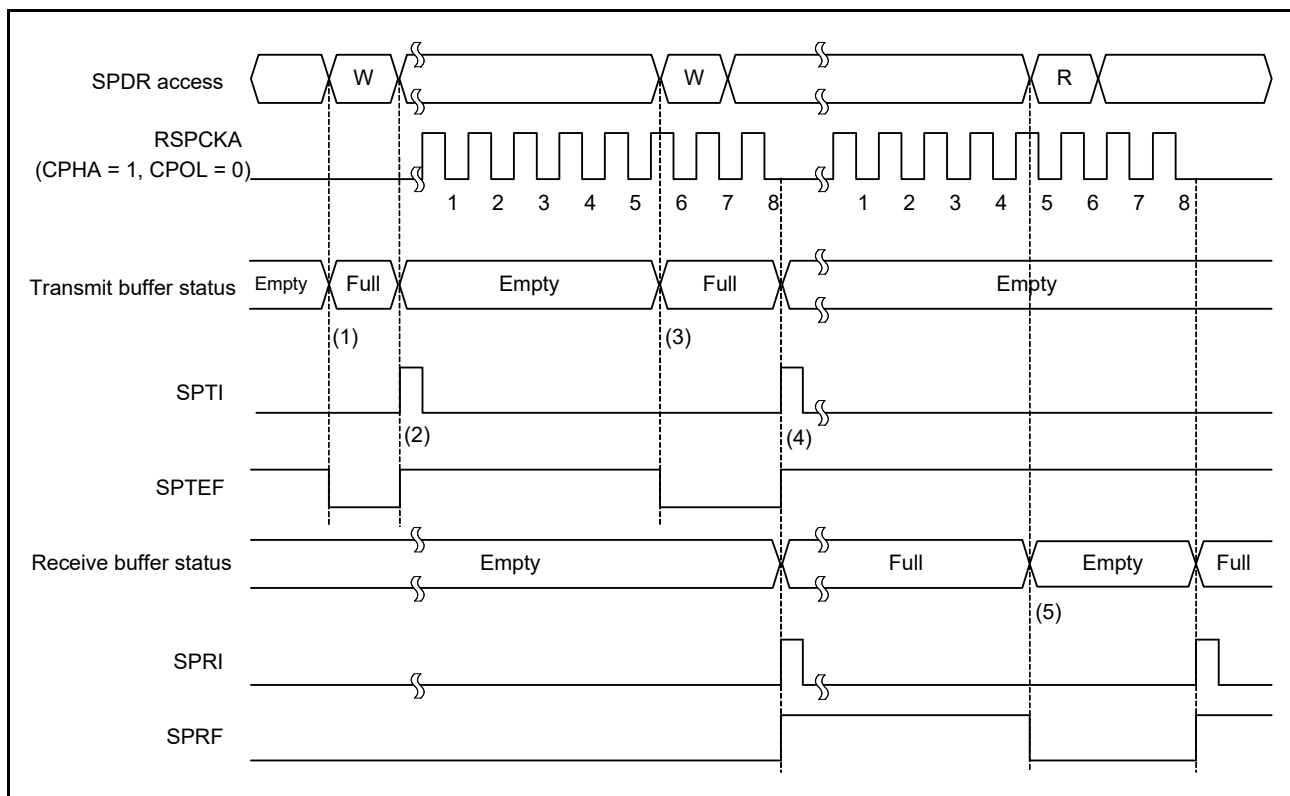 SPDR access
W
W
R
RSPCKA
(CPHA = 1, CPOL = 0)
1 2 3 4 5 6 7 8 1 2 3 4 5 6 7 8
Transmit buffer status
Empty Full Empty Full Empty
(1) (3)
SPTI
(2) (4)
SPTEF
Receive buffer status
Empty Full Empty Full
(5)
SPRI
SPRF